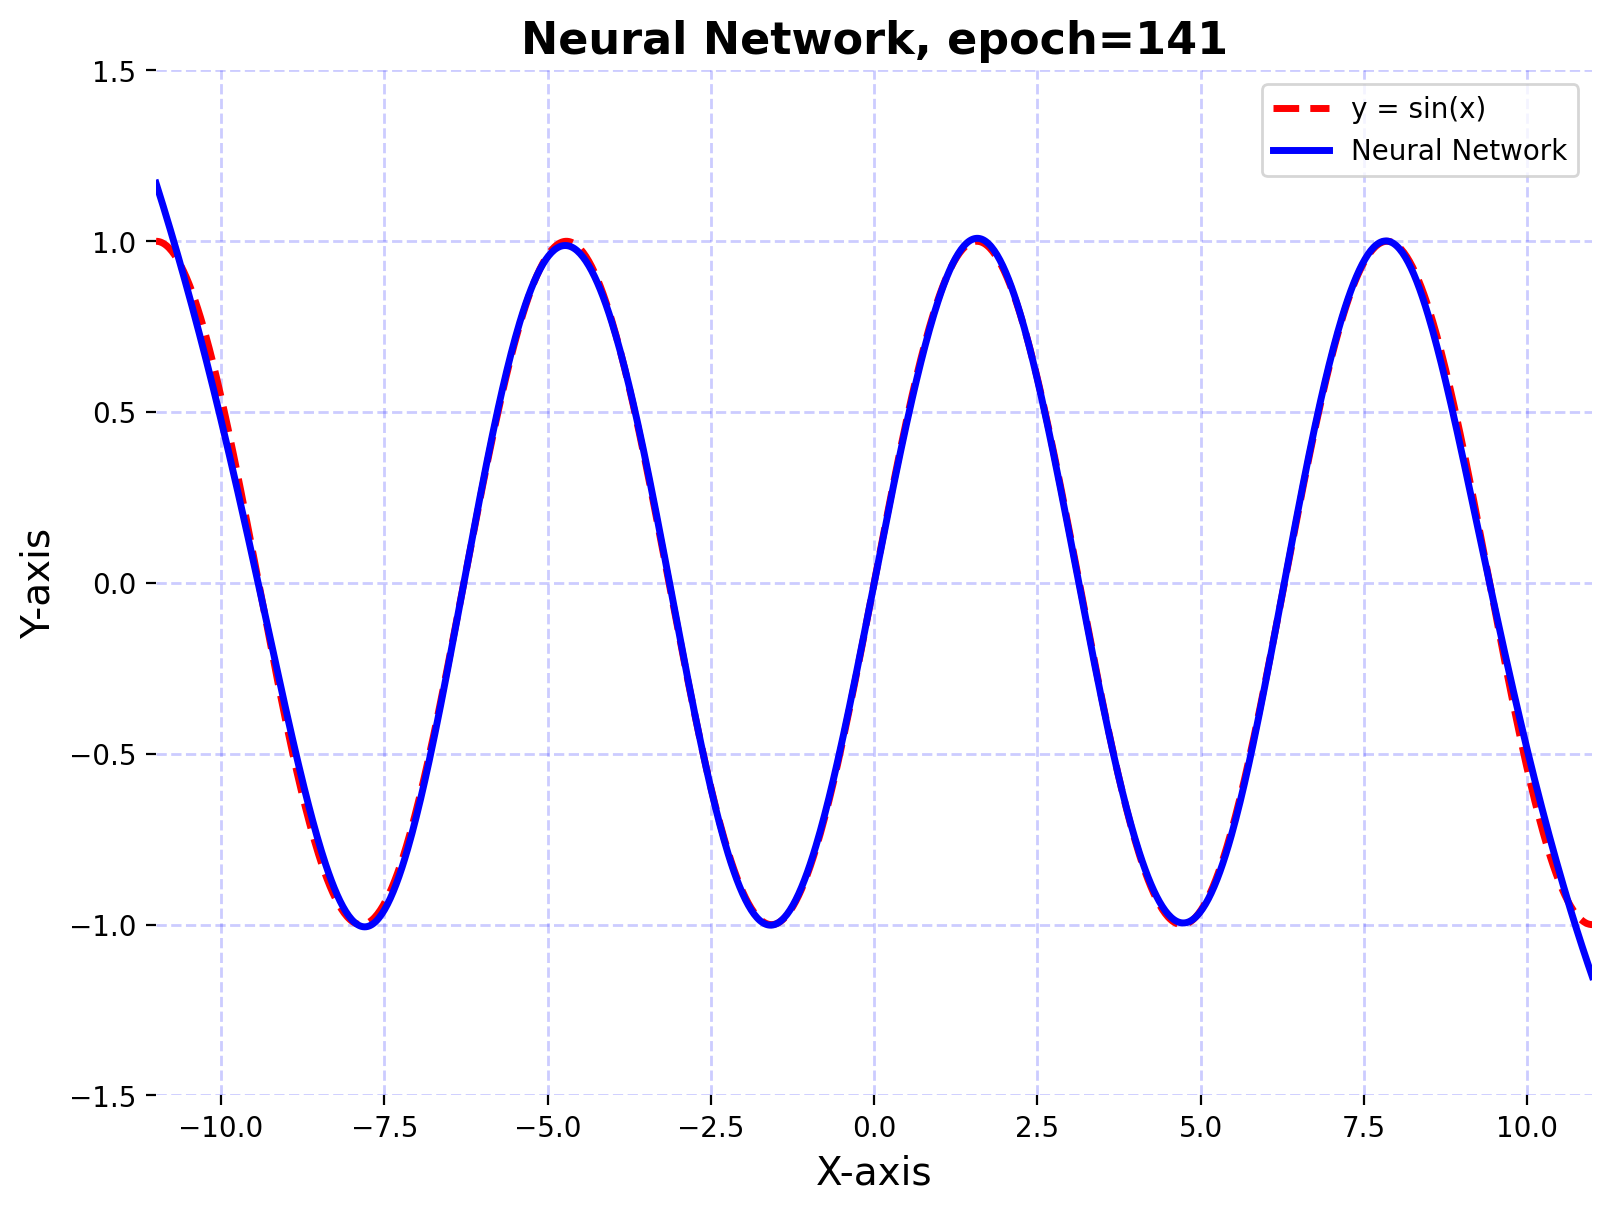 Neural Network, epoch=141
y = sin(x)
Neural Network
1.5
1.0
0.5
0.0
−0.5
−1.0
−1.5
Y-axis
−10.0 −7.5 −5.0 −2.5 0.0 2.5 5.0 7.5 10.0
X-axis